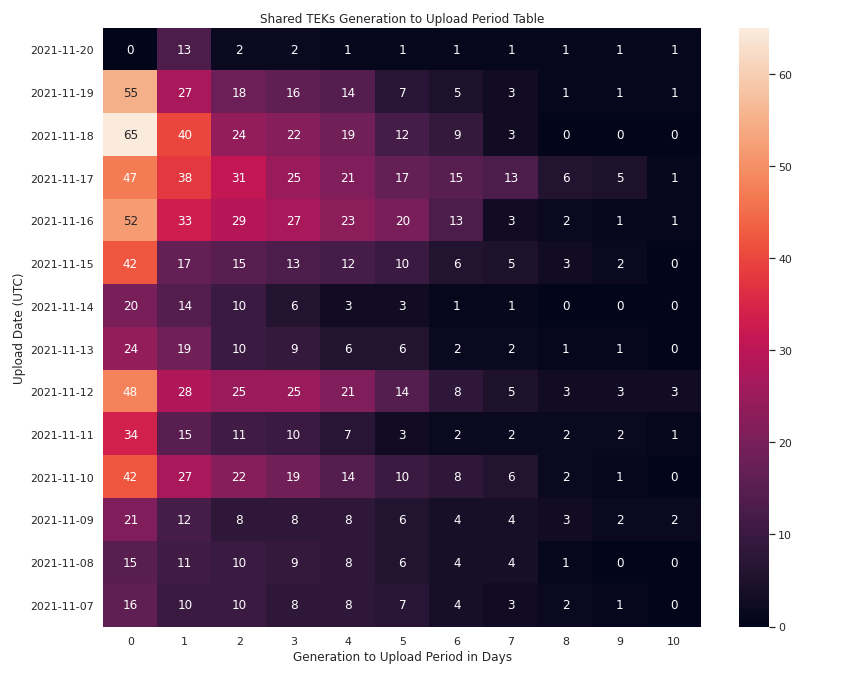 Shared TEKs Generation to Upload Period Table
Upload Date (UTC)
2021-11-20 0 13 2 2 1 1 1 1 1 1 1
2021-11-19 55 27 18 16 14 7 5 3 1 1 1
2021-11-18 65 40 24 22 19 12 9 3 0 0 0
2021-11-17 47 38 31 25 21 17 15 13 6 5 1
2021-11-16 52 33 29 27 23 20 13 3 2 1 1
2021-11-15 42 17 15 13 12 10 6 5 3 2 0
2021-11-14 20 14 10 6 3 3 1 1 0 0 0
2021-11-13 24 19 10 9 6 6 2 2 1 1 0
2021-11-12 48 28 25 25 21 14 8 5 3 3 3
2021-11-11 34 15 11 10 7 3 2 2 2 2 1
2021-11-10 42 27 22 19 14 10 8 6 2 1 0
2021-11-09 21 12 8 8 8 6 4 4 3 2 2
2021-11-08 15 11 10 9 8 6 4 4 1 0 0
2021-11-07 16 10 10 8 8 7 4 3 2 1 0
0 1 2 3 4 5 6 7 8 9 10
Generation to Upload Period in Days
60
50
40
30
20
10
0